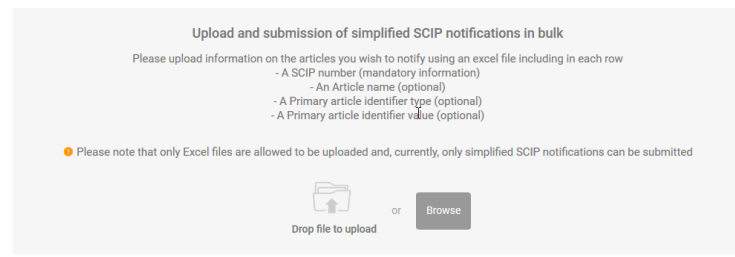 Upload and submission of simplified SCIP notifications in bulk
Please upload information on the articles you wish to notify using an excel file including in each row
- A SCIP number (mandatory information)
- An Article name (optional)
- A Primary article identifier type (optional)
- A Primary article identifier value (optional)
Please note that only Excel files are allowed to be uploaded and, currently, only simplified SCIP notifications can be submitted
Drop file to upload
or
Browse